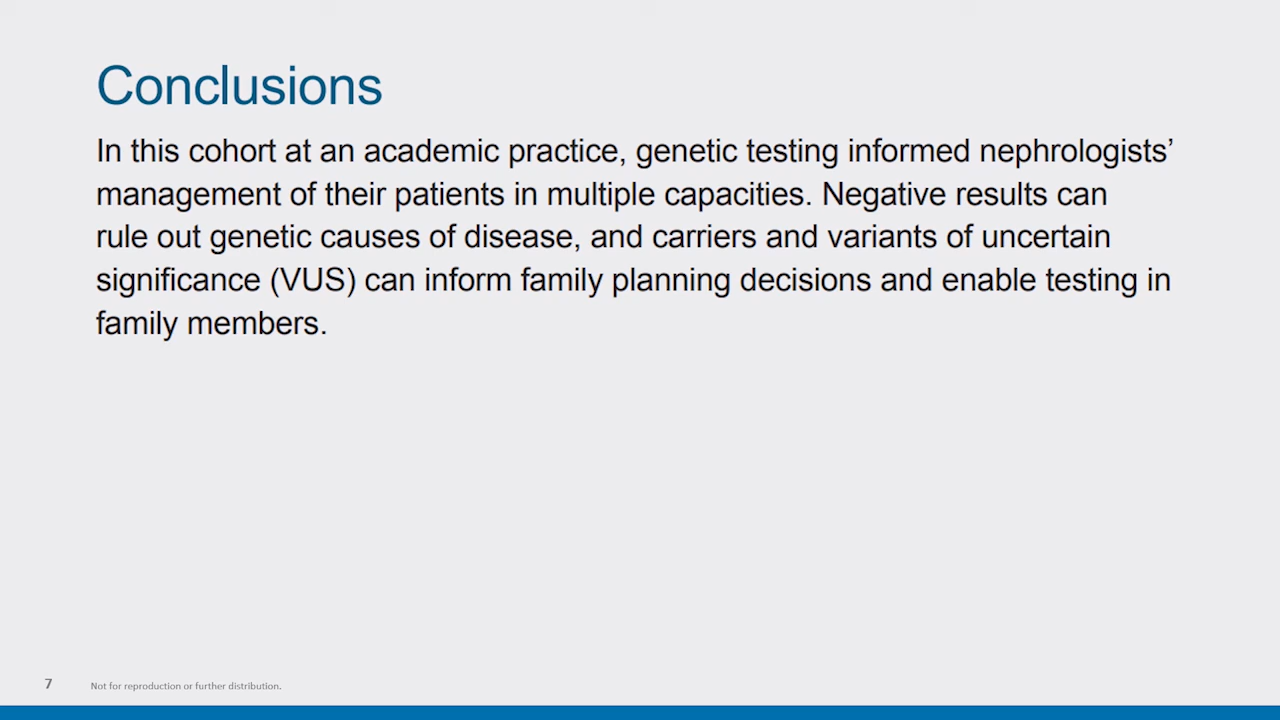 Conclusions
In this cohort at an academic practice, genetic testing informed nephrologists’
management of their patients in multiple capacities. Negative results can
rule out genetic causes of disease, and carriers and variants of uncertain
significance (VUS) can inform family planning decisions and enable testing in
family members.
7 Not for reproduction or further distribution.